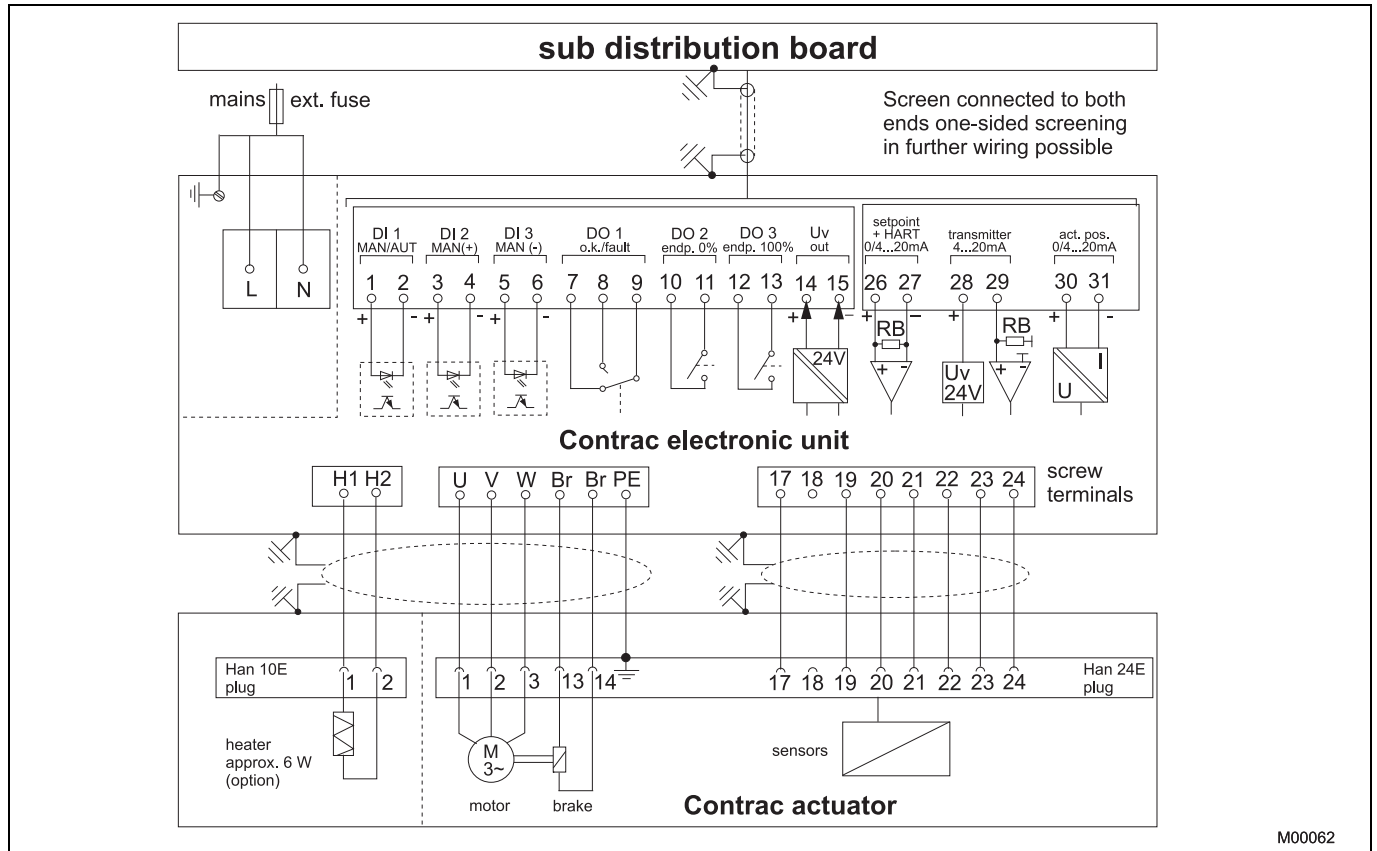 sub distribution board
mains ext. fuse
Screen connected to both
ends one-sided screening
in further wiring possible
DI 1 DI 2 DI 3 DO 1 DO 2 DO 3 Uv setpoint + HART transmitter act. pos.
MAN/AUT MAN(+) MAN (-) o.k./fault endp. 0% endp. 100% out 0/4...20mA 4...20mA 0/4...20mA
1 2 3 4 5 6 7 8 9 10 11 12 13 14 15 26 27 28 29 30 31
L N
+ - + - + - + - + - + + -
RB RB
24V + - Uv 24V + - I U
Contrac electronic unit
H1 H2 U V W Br Br PE 17 18 19 20 21 22 23 24
screw
terminals
Han 10E
plug
1 2 1 2 3 13 14 17 18 19 20 21 22 23 24
Han 24E
plug
heater
approx. 6 W
(option)
M
3~
motor brake
sensors
Contrac actuator
M00062